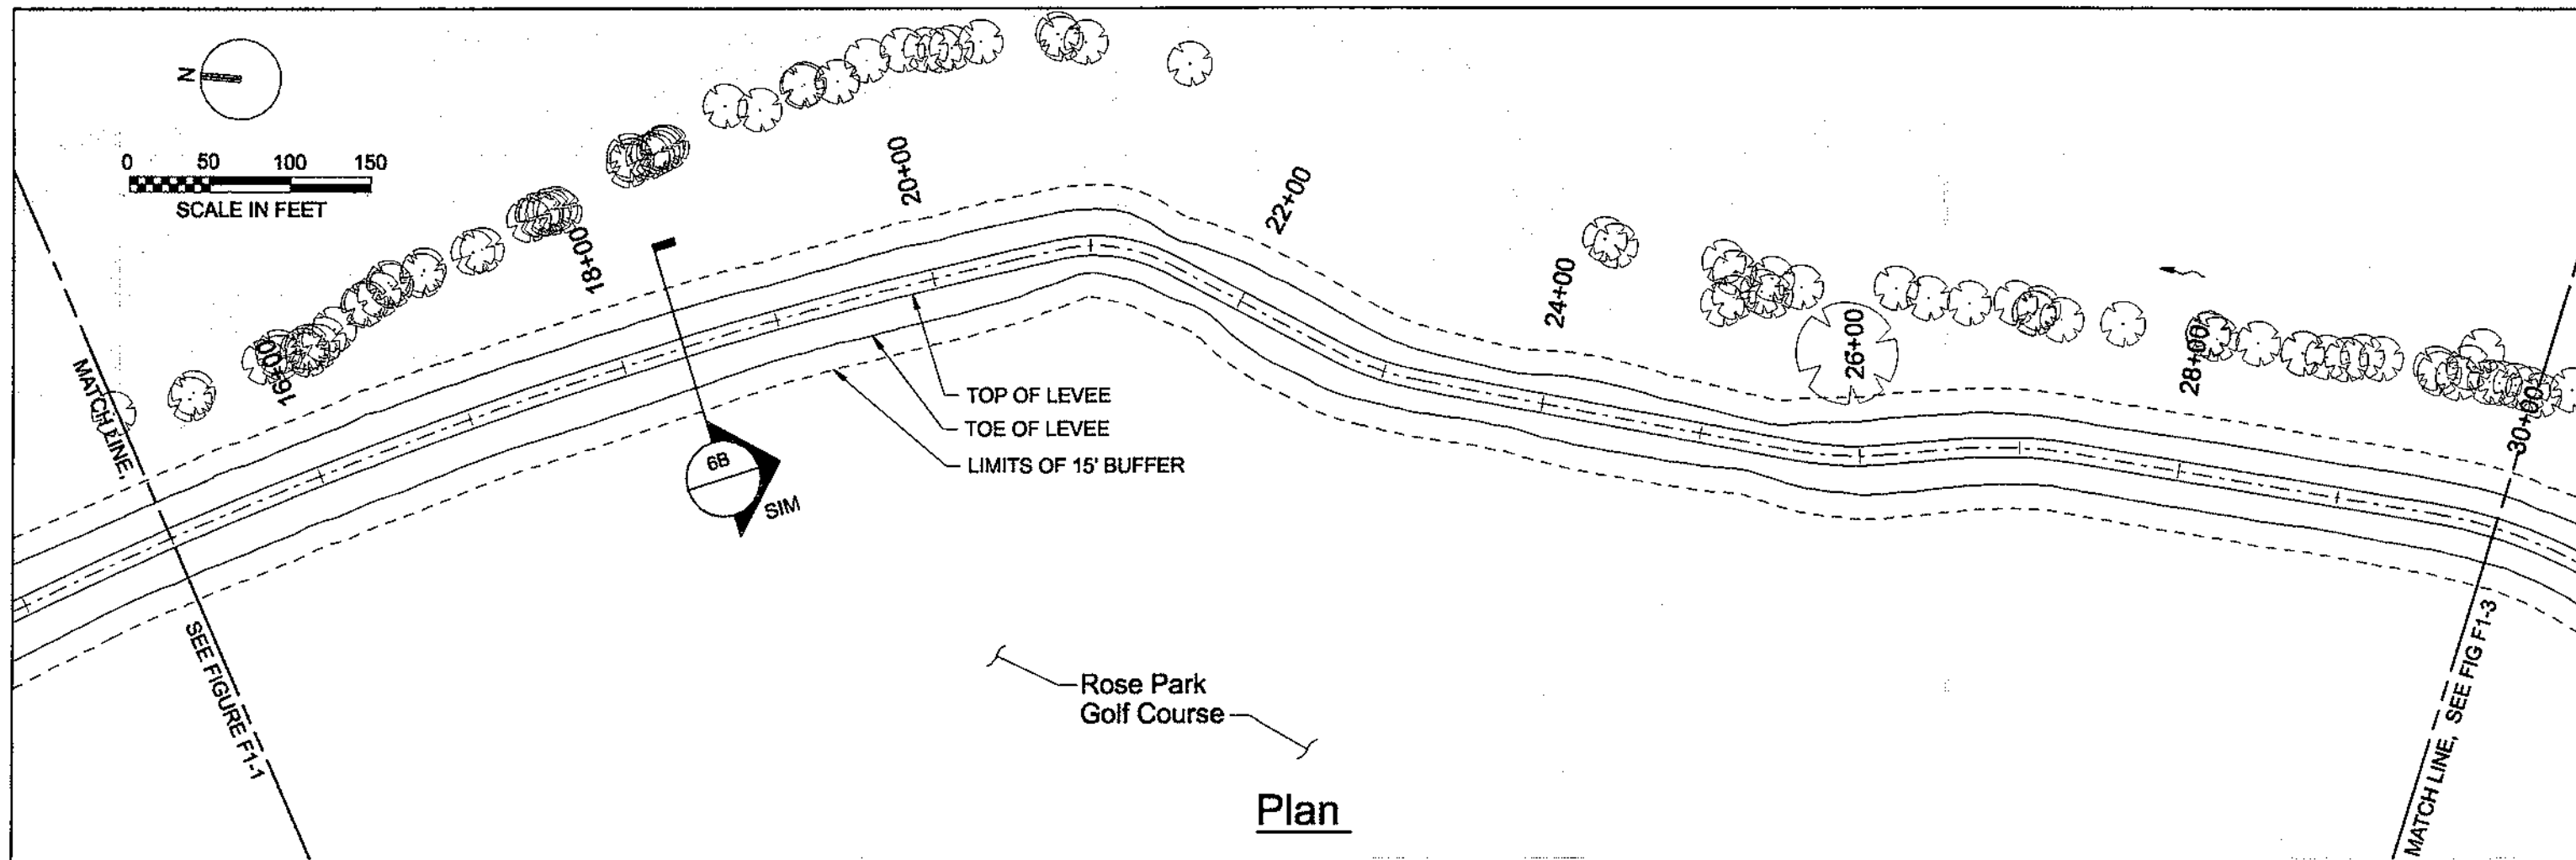 N
0 50 100 150
SCALE IN FEET
16+00
18+00
20+00
22+00
24+00
26+00
28+00
30+00
MATCH LINE,
SEE FIGURE F1-1
6B
SIM
TOP OF LEVEE
TOE OF LEVEE
LIMITS OF 15' BUFFER
Rose Park
Golf Course
MATCH LINE, SEE FIG F1-3
Plan